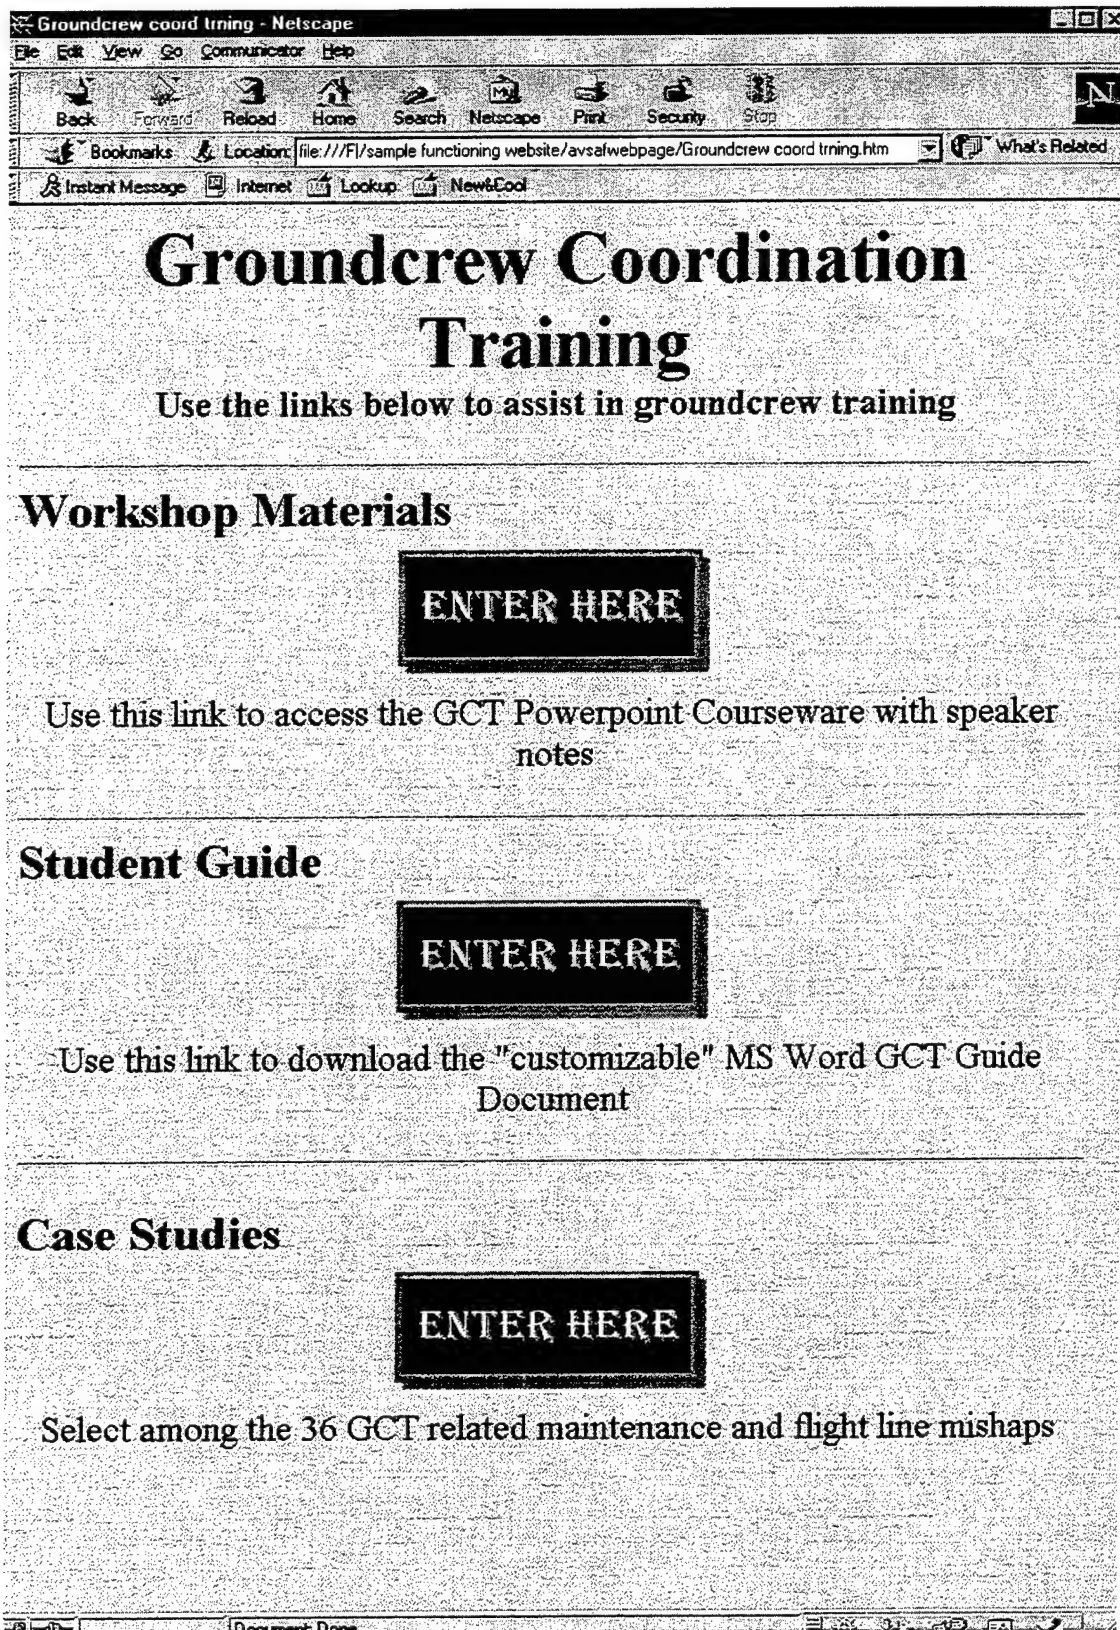 Groundcrew coord trning - Netscape
File Edit View Go Communicator Help
Back Forward Reload Home Search Netscape Print Security Stop
Bookmarks Location: file:///F|/sample functioning website/avsafwebpage/Groundcrew coord trning.htm What's Related
Instant Message Internet Lookup New&Cool
Groundcrew Coordination
Training
Use the links below to assist in groundcrew training
Workshop Materials
ENTER HERE
Use this link to access the GCT Powerpoint Courseware with speaker
notes
Student Guide
ENTER HERE
Use this link to download the "customizable" MS Word GCT Guide
Document
Case Studies
ENTER HERE
Select among the 36 GCT related maintenance and flight line mishaps
Document: Done